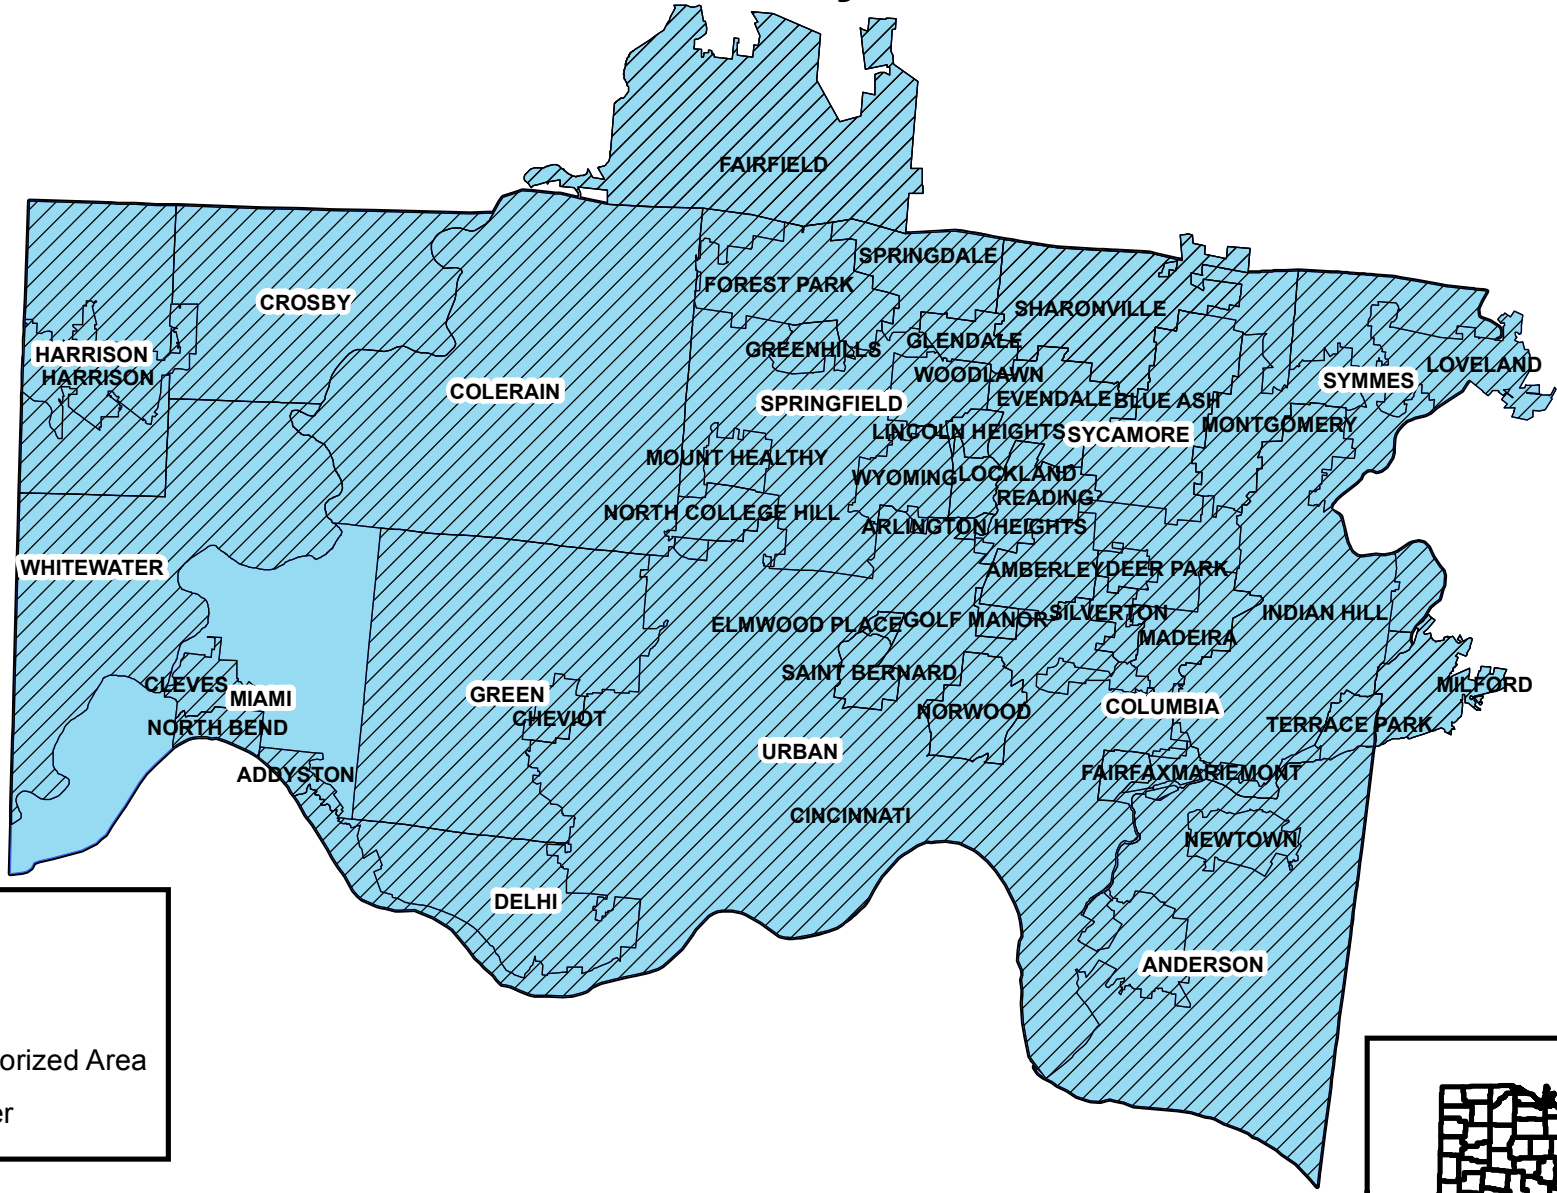 FAIRFIELD
SPRINGDALE
FOREST PARK
CROSBY
SHARONVILLE
GLENDALE
GREENHILLS
HARRISON
HARRISON
LOVELAND
WOODLAWN
SYMMES
COLERAIN
SPRINGFIELD
EVENDALE
BLUE ASH
MONTGOMERY
LINCOLN HEIGHTS
SYCAMORE
MOUNT HEALTHY
WYOMING
LOCKLAND
READING
NORTH COLLEGE HILL
ARLINGTON HEIGHTS
WHITEWATER
AMBERLEY
DEER PARK
ELMWOOD PLACE
GOLF MANOR
SILVERTON
INDIAN HILL
MADEIRA
SAINT BERNARD
CLEVES
MIAMI
GREEN
MILFORD
CHEVIOT
NORWOOD
COLUMBIA
NORTH BEND
TERRACE PARK
URBAN
ADDYSTON
FAIRFAX
MARIEMONT
CINCINNATI
NEWTOWN
DELHI
ANDERSON
orized Area
er